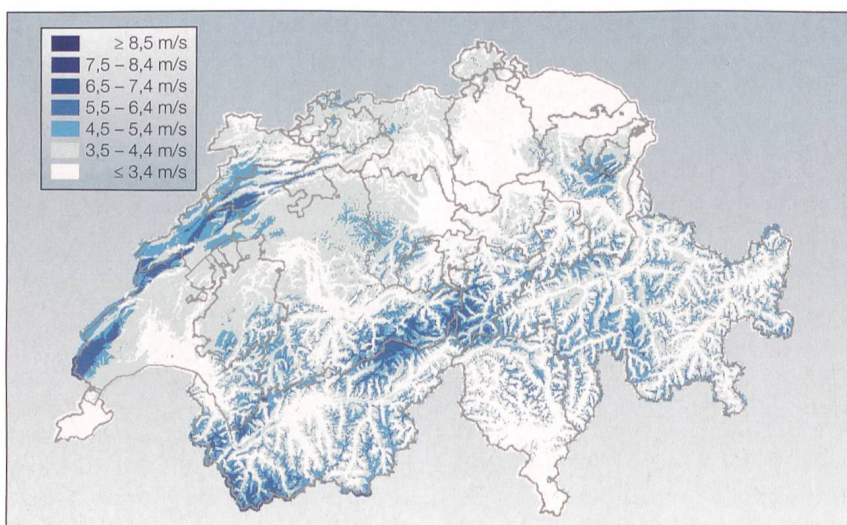 ≥ 8,5 m/s
7,5 – 8,4 m/s
6,5 – 7,4 m/s
5,5 – 6,4 m/s
4,5 – 5,4 m/s
3,5 – 4,4 m/s
≤ 3,4 m/s